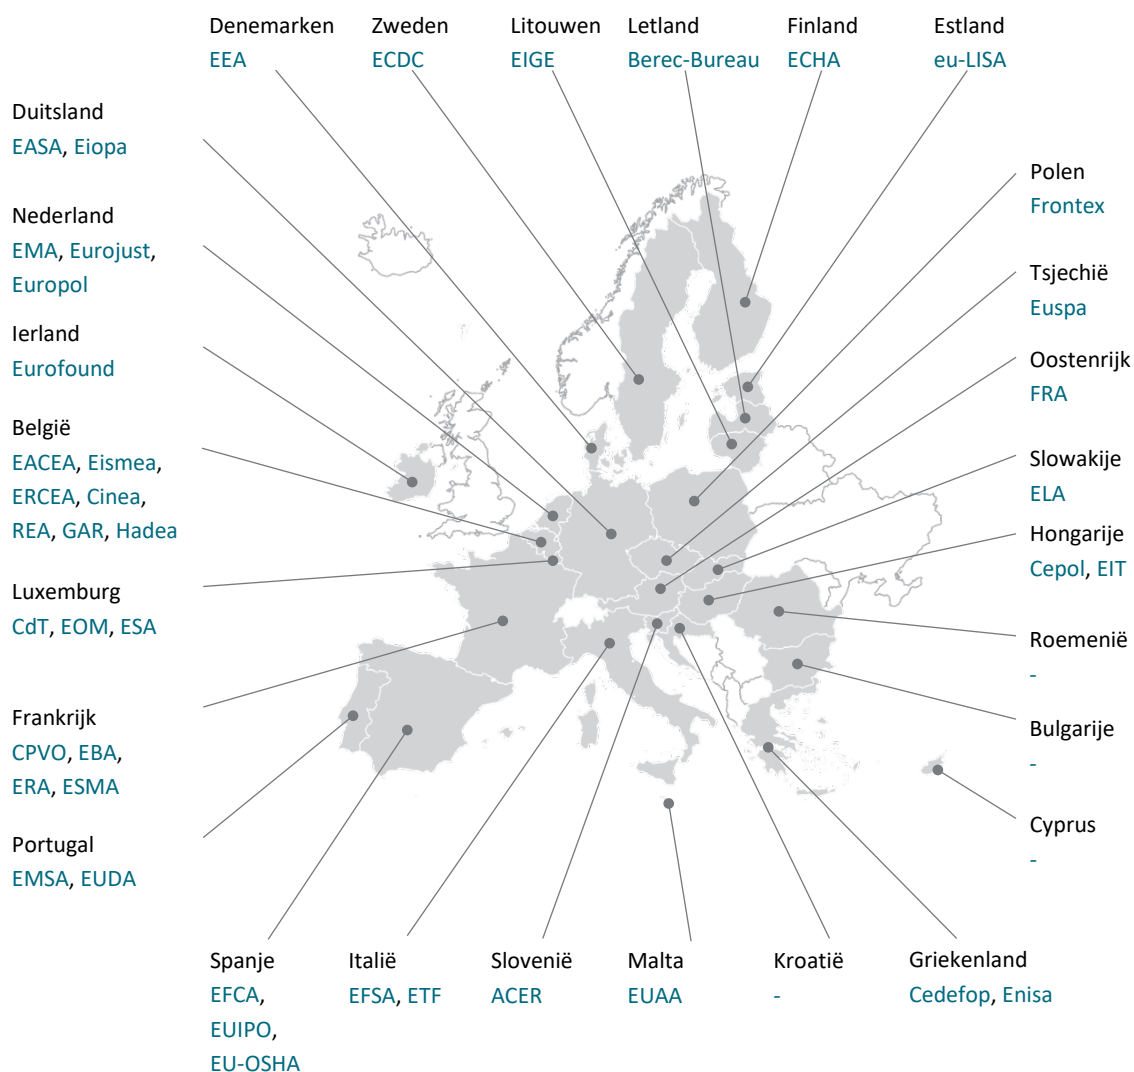 Denemarken
EEA
Zweden
ECDC
Litouwen
EIGE
Letland
Berec-Bureau
Finland
ECHA
Estland
eu-LISA
Duitsland
EASA, Eiopa
Nederland
EMA, Eurojust,
Europol
Ierland
Eurofound
België
EACEA, Eismea,
ERCEA, Cinea,
REA, GAR, Hadea
Luxemburg
CdT, EOM, ESA
Frankrijk
CPVO, EBA,
ERA, ESMA
Portugal
EMSA, EUDA
Polen
Frontex
Tsjechië
Euspa
Oostenrijk
FRA
Slowakije
ELA
Hongarije
Cepol, EIT
Roemenië
-
Bulgarije
-
Cyprus
-
Spanje
EFCA,
EUIPO,
EU-OSHA
Italië
EFSA, ETF
Slovenië
ACER
Malta
EUAA
Kroatië
-
Griekenland
Cedefop, Enisa